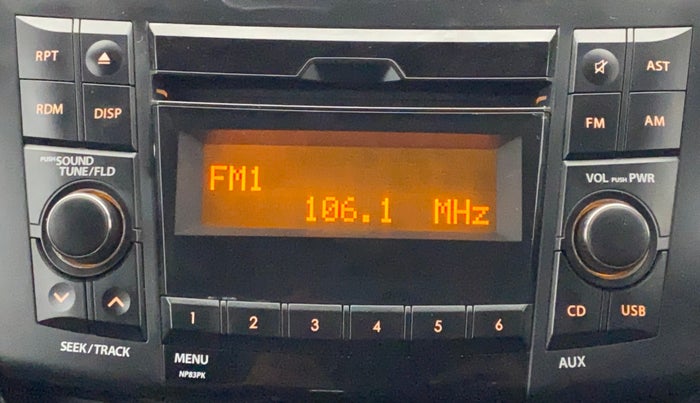 RPT
RDM
DISP
PUSH SOUND
TUNE/FLD
SEEK/TRACK
FM1
106.1 MHz
1 2 3 4 5 6
MENU
NP83PK
AST
FM
AM
VOL PUSH PWR
CD
USB
AUX